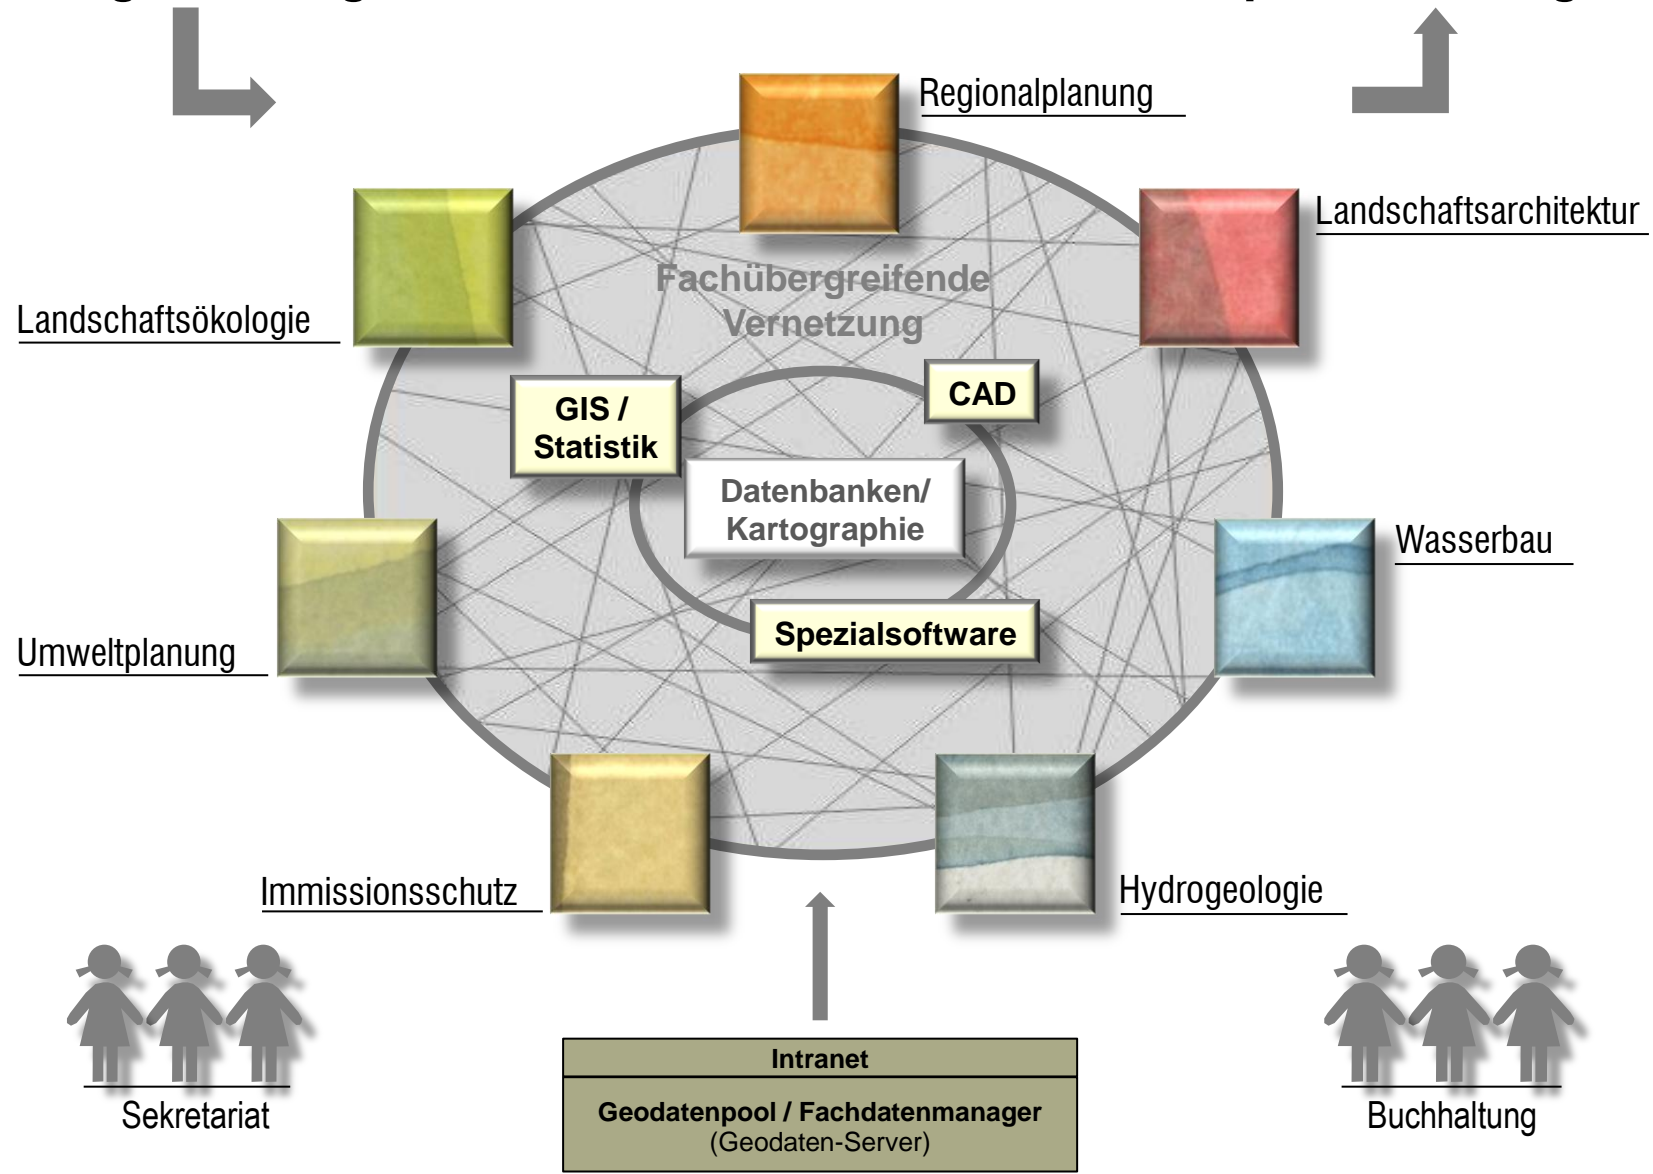 Regionalplanung
Landschaftsarchitektur
Fachübergreifende
Vernetzung
Landschaftsökologie
CAD
GIS /
Statistik
Datenbanken/
Kartographie
Wasserbau
Spezialsoftware
Umweltplanung
Immissionsschutz
Hydrogeologie
Intranet
Geodatenpool / Fachdatenmanager
(Geodaten-Server)
Sekretariat
Buchhaltung